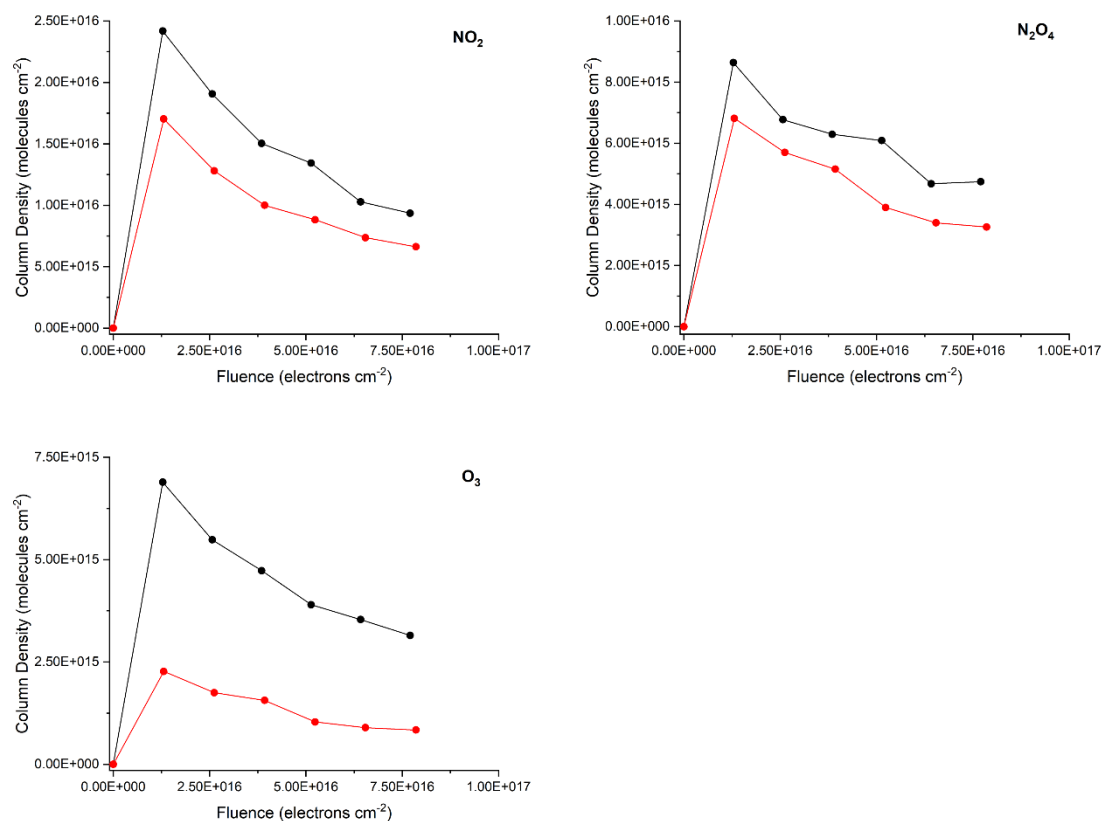 NO₂
Column Density (molecules cm⁻²)
2.50E+016
2.00E+016
1.50E+016
1.00E+016
5.00E+015
0.00E+000
0.00E+000 2.50E+016 5.00E+016 7.50E+016 1.00E+017
Fluence (electrons cm⁻²)
N₂O₄
Column Density (molecules cm⁻²)
1.00E+016
8.00E+015
6.00E+015
4.00E+015
2.00E+015
0.00E+000
0.00E+000 2.50E+016 5.00E+016 7.50E+016 1.00E+017
Fluence (electrons cm⁻²)
O₃
Column Density (molecules cm⁻²)
7.50E+015
5.00E+015
2.50E+015
0.00E+000
0.00E+000 2.50E+016 5.00E+016 7.50E+016 1.00E+017
Fluence (electrons cm⁻²)